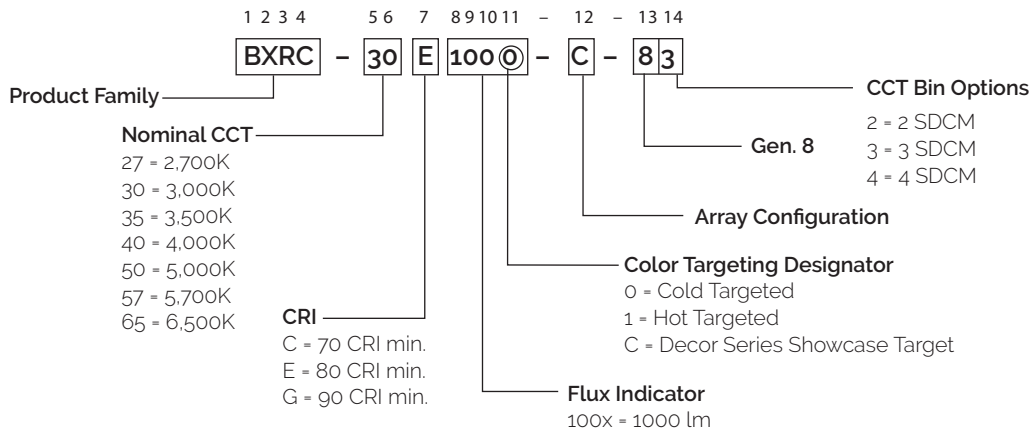 1 2 3 4 5 6 7 8 9 10 11 – 12 – 13 14
BXRC – 30 E 100 0 – C – 8 3
Product Family
Nominal CCT
27 = 2,700K
30 = 3,000K
35 = 3,500K
40 = 4,000K
50 = 5,000K
57 = 5,700K
65 = 6,500K
CRI
C = 70 CRI min.
E = 80 CRI min.
G = 90 CRI min.
Flux Indicator
100x = 1000 lm
Color Targeting Designator
0 = Cold Targeted
1 = Hot Targeted
C = Decor Series Showcase Target
Array Configuration
Gen. 8
CCT Bin Options
2 = 2 SDCM
3 = 3 SDCM
4 = 4 SDCM